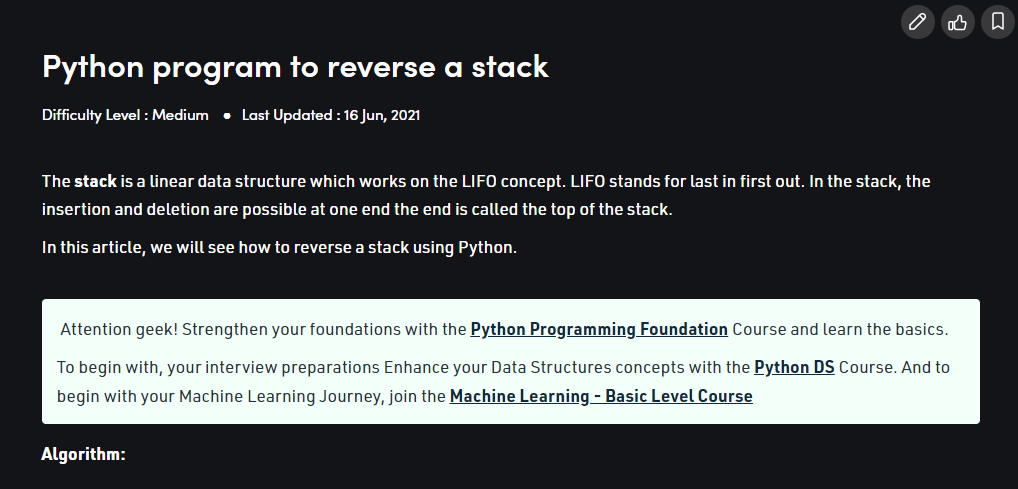 Python program to reverse a stack
Difficulty Level : Medium ● Last Updated : 16 Jun, 2021
The stack is a linear data structure which works on the LIFO concept. LIFO stands for last in first out. In the stack, the
insertion and deletion are possible at one end the end is called the top of the stack.
In this article, we will see how to reverse a stack using Python.
Attention geek! Strengthen your foundations with the Python Programming Foundation Course and learn the basics.
To begin with, your interview preparations Enhance your Data Structures concepts with the Python DS Course. And to
begin with your Machine Learning Journey, join the Machine Learning - Basic Level Course
Algorithm: